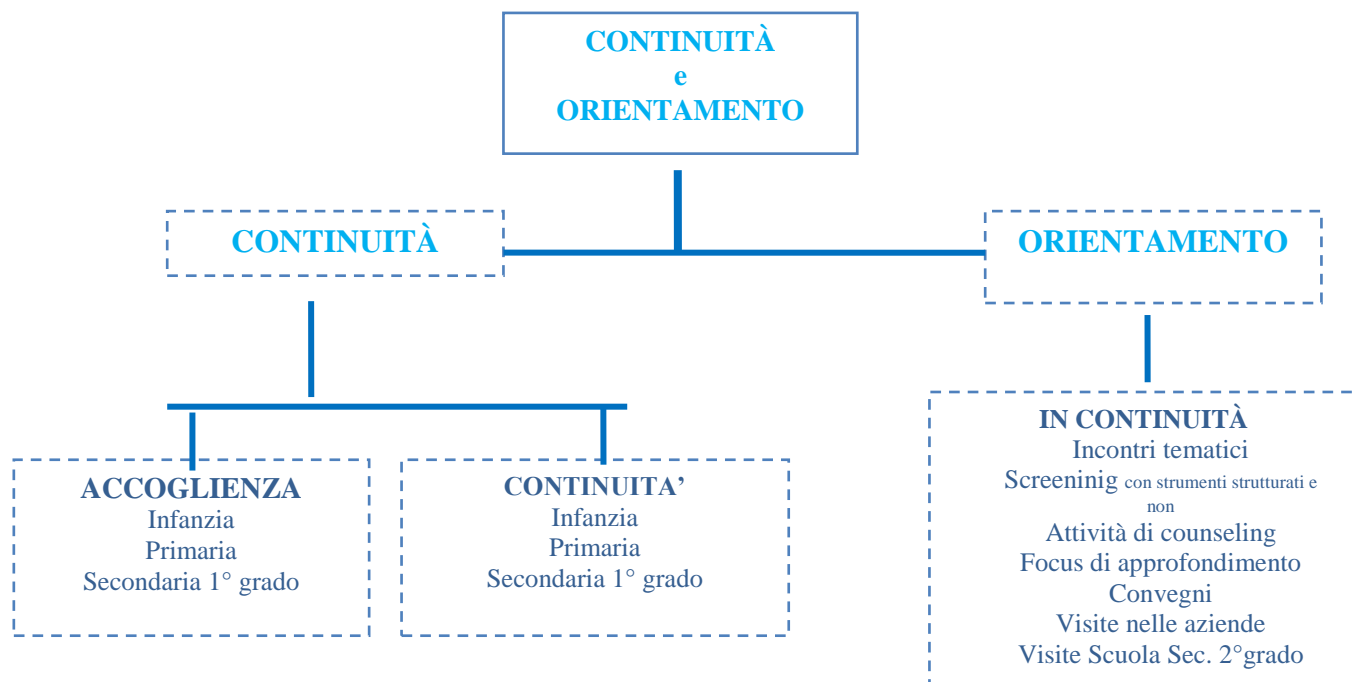 CONTINUITÀ
e
ORIENTAMENTO
CONTINUITÀ
ORIENTAMENTO
ACCOGLIENZA
Infanzia
Primaria
Secondaria 1° grado
CONTINUITA’
Infanzia
Primaria
Secondaria 1° grado
IN CONTINUITÀ
Incontri tematici
Screeninig con strumenti strutturati e
non
Attività di counseling
Focus di approfondimento
Convegni
Visite nelle aziende
Visite Scuola Sec. 2°grado